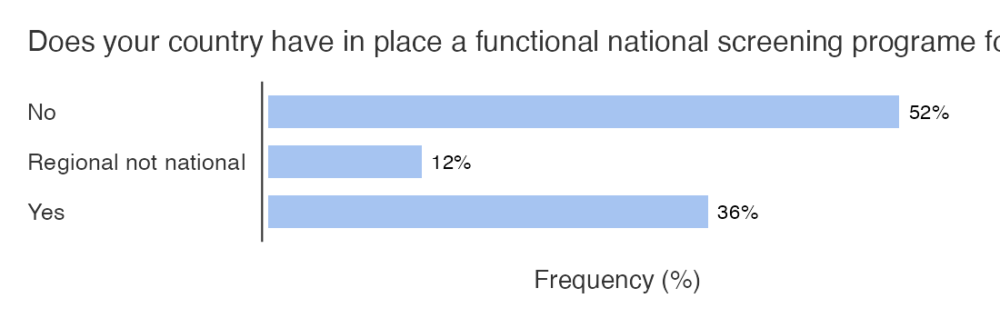 Does your country have in place a functional national screening programe fo
No
52%
Regional not national
12%
Yes
36%
Frequency (%)